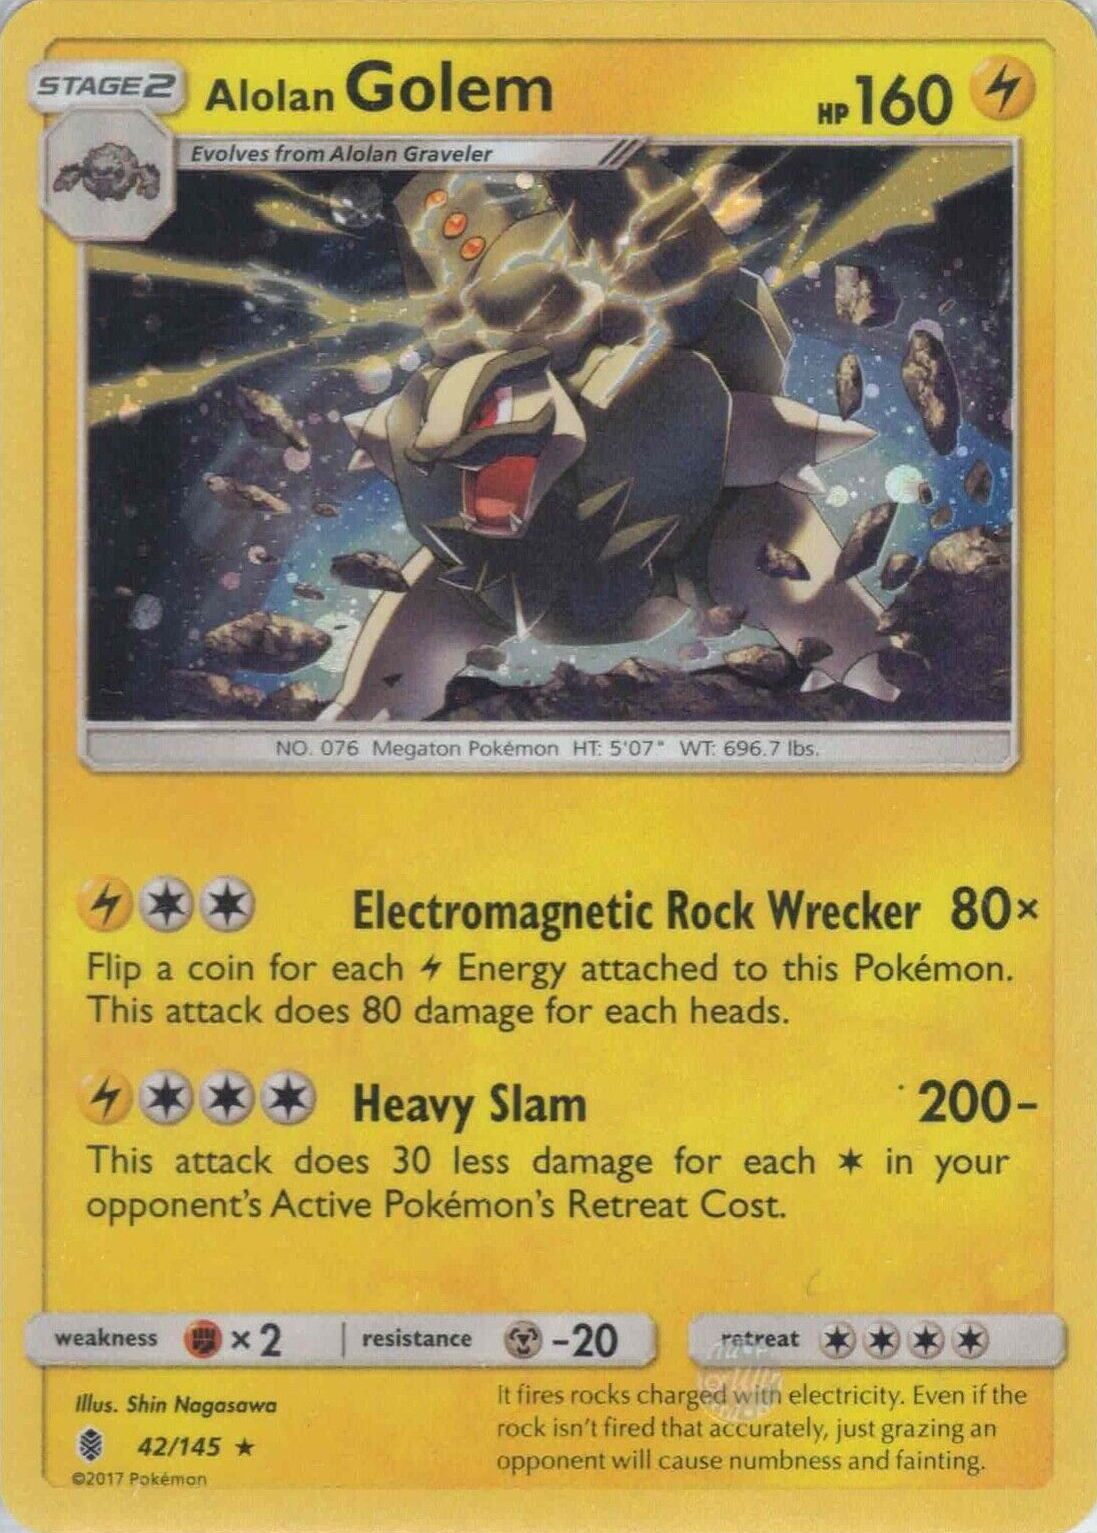 STAGE2
Alolan Golem
HP 160
Evolves from Alolan Graveler
NO. 076 Megaton Pokémon HT: 5'07" WT: 696.7 lbs.
Electromagnetic Rock Wrecker 80×
Flip a coin for each Energy attached to this Pokémon.
This attack does 80 damage for each heads.
Heavy Slam 200-
This attack does 30 less damage for each in your
opponent's Active Pokémon's Retreat Cost.
weakness ×2 resistance -20 retreat
Illus. Shin Nagasawa
42/145
©2017 Pokémon
It fires rocks charged with electricity. Even if the
rock isn't fired that accurately, just grazing an
opponent will cause numbness and fainting.